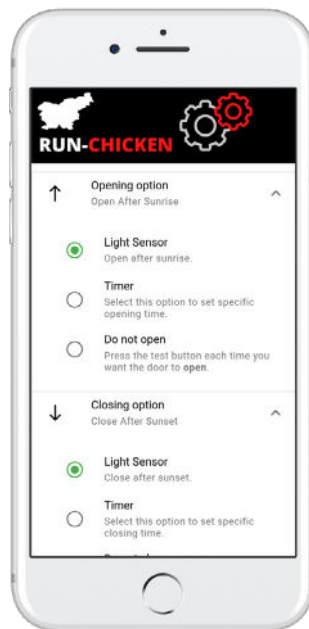 RUN-CHICKEN
Opening option
Open After Sunrise
Light Sensor
Open after sunrise.
Timer
Select this option to set specific
opening time.
Do not open
Press the test button each time you
want the door to open.
Closing option
Close After Sunset
Light Sensor
Close after sunset.
Timer
Select this option to set specific
closing time.